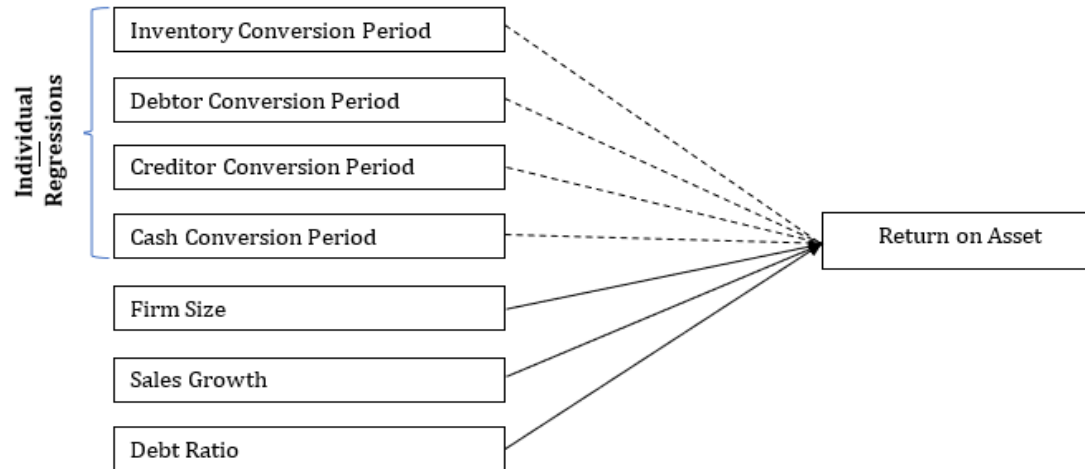 Individual
Regressions
Inventory Conversion Period
Debtor Conversion Period
Creditor Conversion Period
Cash Conversion Period
Firm Size
Sales Growth
Debt Ratio
Return on Asset